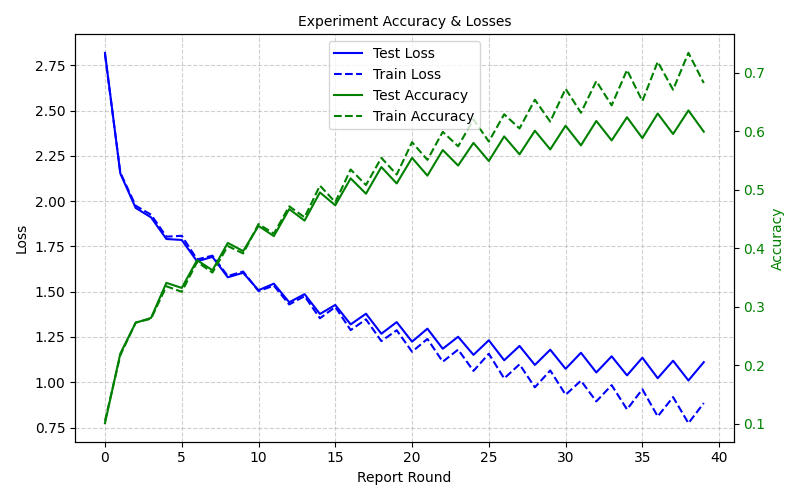 Experiment Accuracy & Losses
Test Loss
Train Loss
Test Accuracy
Train Accuracy
Loss
2.75
2.50
2.25
2.00
1.75
1.50
1.25
1.00
0.75
Accuracy
0.7
0.6
0.5
0.4
0.3
0.2
0.1
0 5 10 15 20 25 30 35 40
Report Round